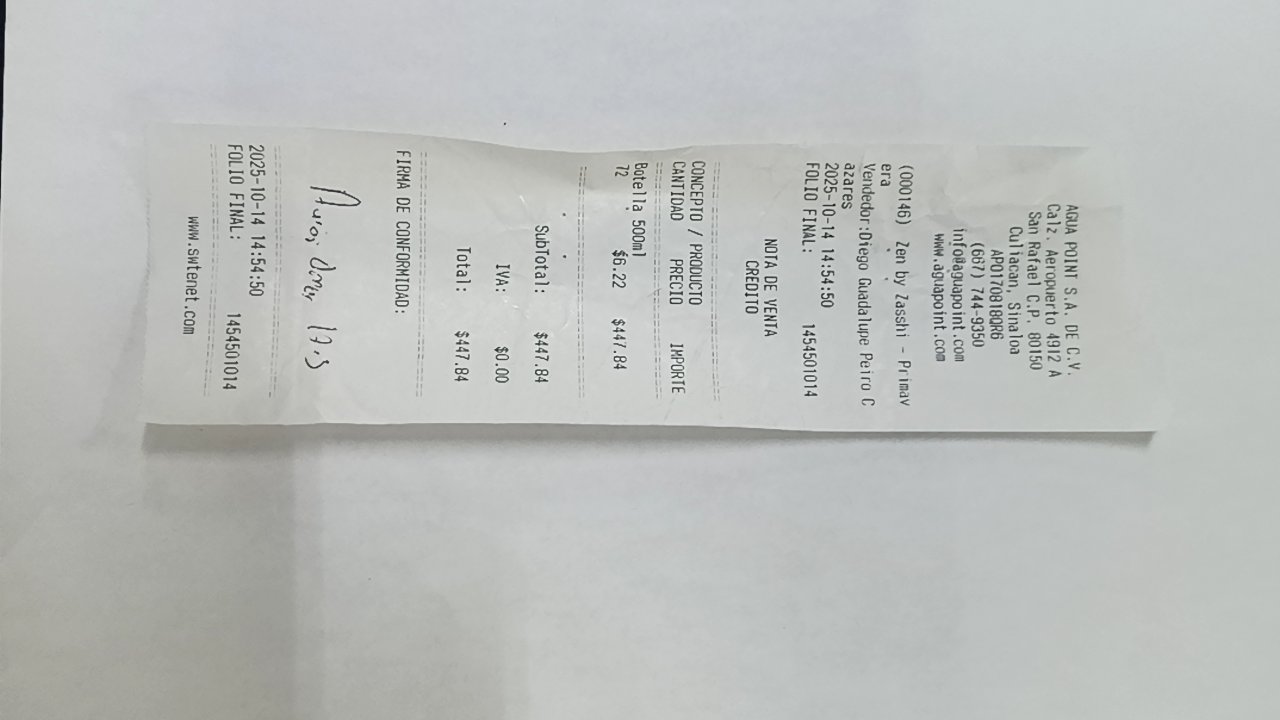 AGUA POINT S.A. DE C.V.
Calz. Aeropuerto 4912 A
San Rafael C.P. 80150
Culiacan, Sinaloa
APO170818QR6
(667) 744-9350
info@aguapoint.com
www.aguapoint.com
(000146) Zen by Zasshi - Primav
era
Vendedor:Diego Guadalupe Peiro C
azares
2025-10-14 14:54:50
FOLIO FINAL: 1454501014
NOTA DE VENTA
CREDITO
CONCEPTO / PRODUCTO
CANTIDAD PRECIO IMPORTE
Botella 500ml
72 $6.22 $447.84
SubTotal: $447.84
IVA: $0.00
Total: $447.84
FIRMA DE CONFORMIDAD:
2025-10-14 14:54:50
FOLIO FINAL: 1454501014
www.swtenet.com